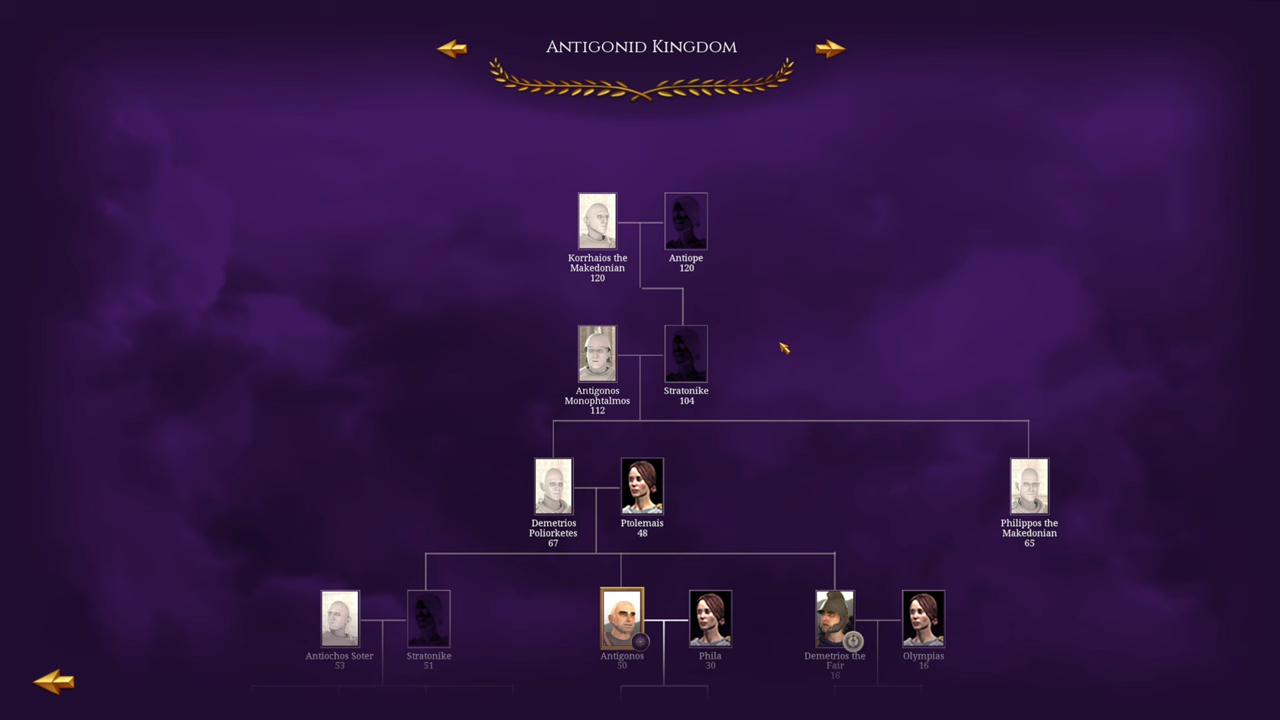 ANTIGONID KINGDOM
Korrhaios the
Makedonian
120
Antiope
120
Antigonos
Monophtalmos
112
Stratonike
104
Demetrios
Poliorketes
67
Ptolemais
48
Philippos the
Makedonian
65
Antiochos Soter
53
Stratonike
51
Antigonos
50
Phila
30
Demetrios the
Fair
16
Olympias
16